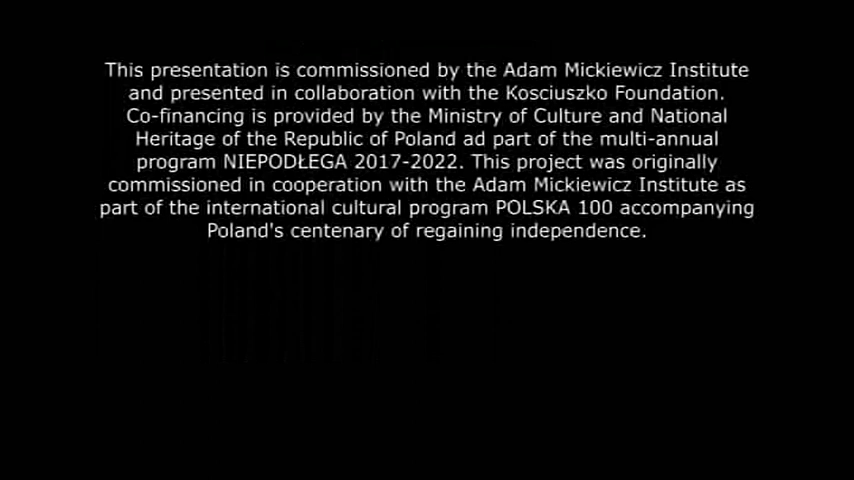 This presentation is commissioned by the Adam Mickiewicz Institute
and presented in collaboration with the Kosciuszko Foundation.
Co-financing is provided by the Ministry of Culture and National
Heritage of the Republic of Poland ad part of the multi-annual
program NIEPODŁEGA 2017-2022. This project was originally
commissioned in cooperation with the Adam Mickiewicz Institute as
part of the international cultural program POLSKA 100 accompanying
Poland's centenary of regaining independence.